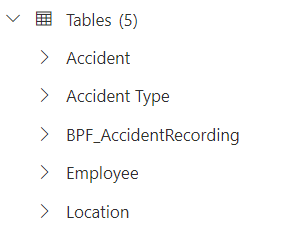 Tables (5)
Accident
Accident Type
BPF_AccidentRecording
Employee
Location